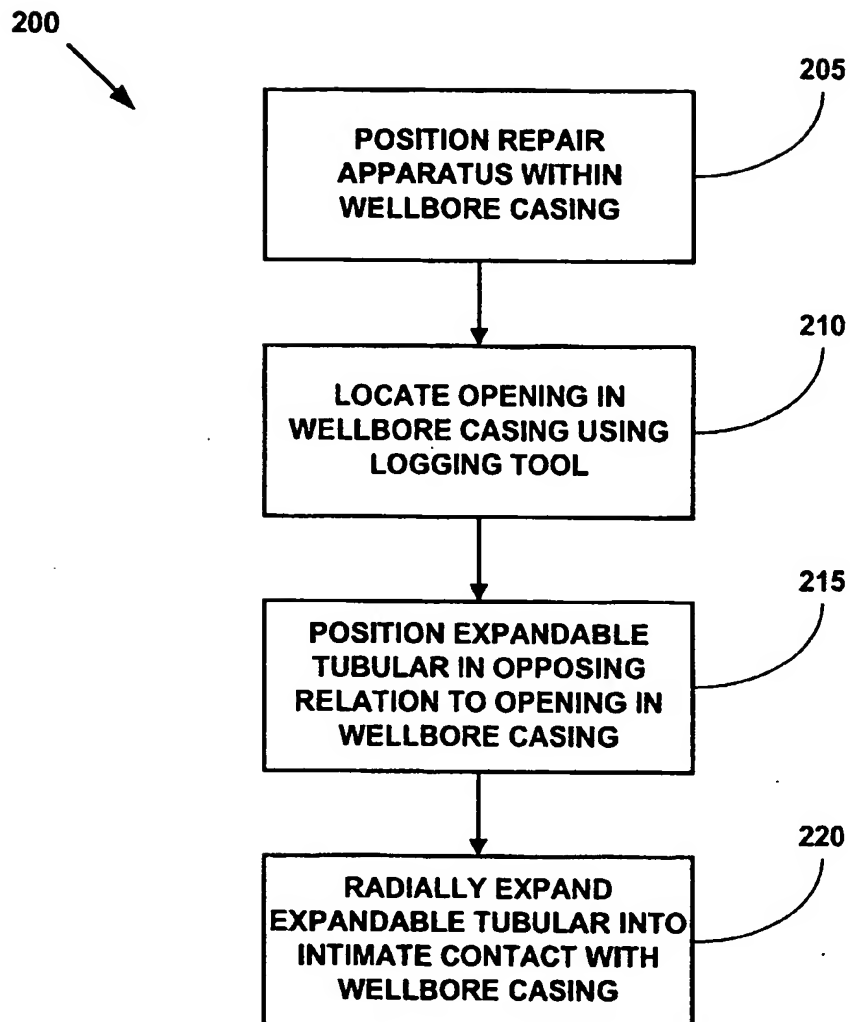 200
205
POSITION REPAIR
APPARATUS WITHIN
WELLBORE CASING
210
LOCATE OPENING IN
WELLBORE CASING USING
LOGGING TOOL
215
POSITION EXPANDABLE
TUBULAR IN OPPOSING
RELATION TO OPENING IN
WELLBORE CASING
220
RADIALLY EXPAND
EXPANDABLE TUBULAR INTO
INTIMATE CONTACT WITH
WELLBORE CASING